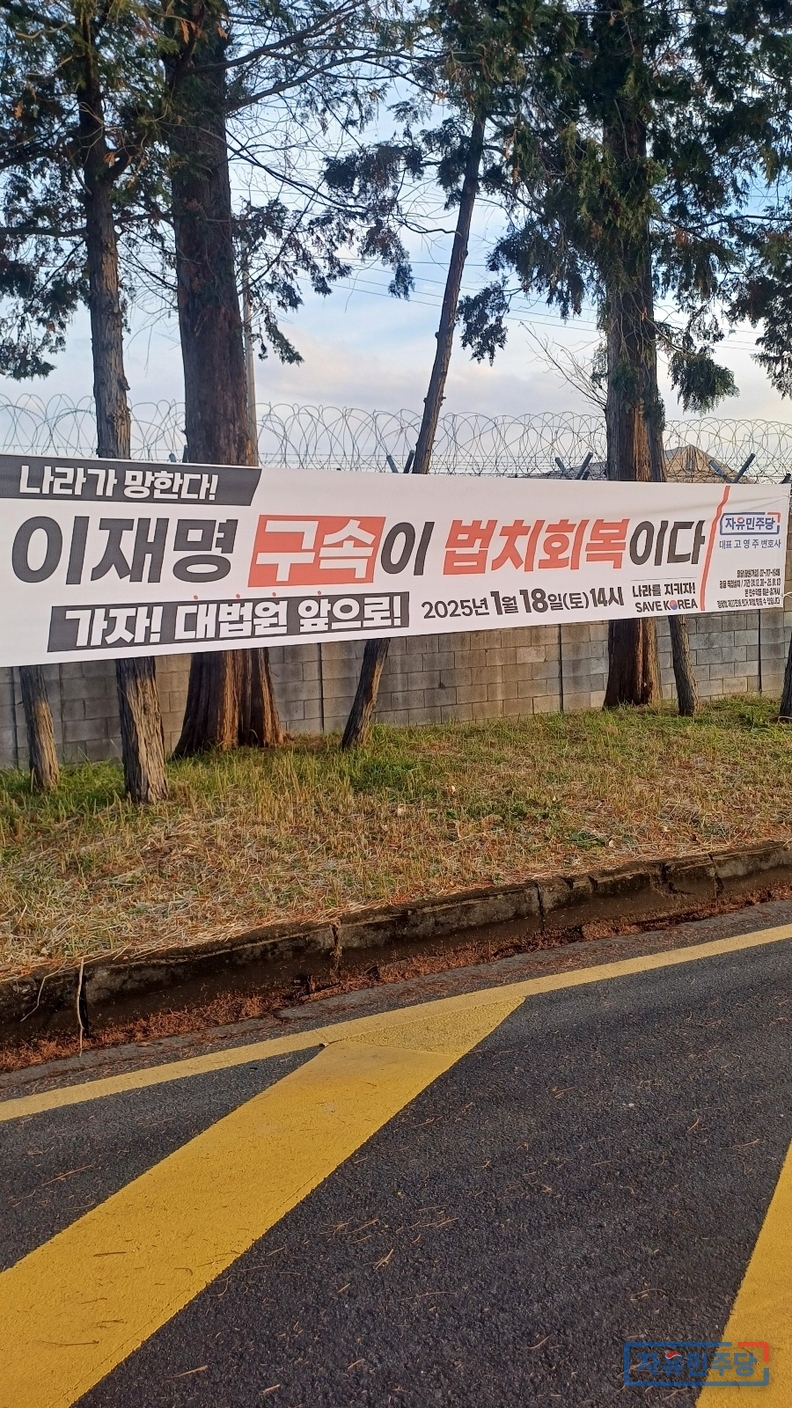 나라가 망한다!
이재명 구속이 법치회복이다
가자! 대법원 앞으로!
2025년 1월 18일(토) 14시
나라를 지키자!
SAVE KOREA
자유민주당
대표 고영주 변호사
자유민주당